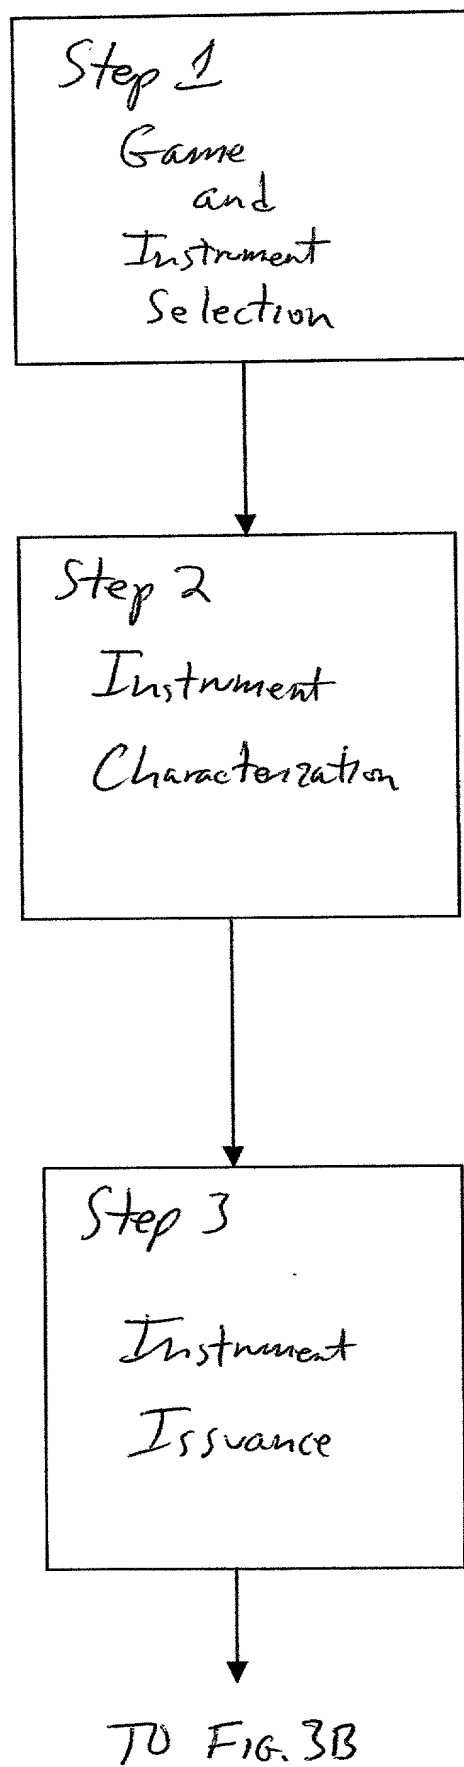 Step 1
Game
and
Instrument
Selection
Step 2
Instrument
Characterization
Step 3
Instrument
Issuance
TO FIG. 3B